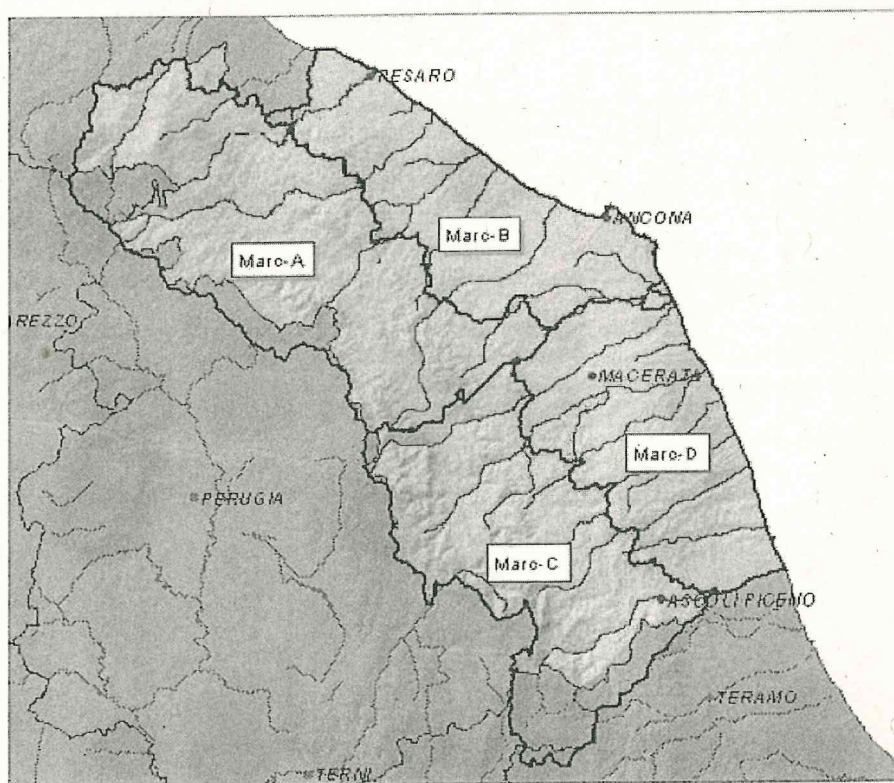 PESARO
ANCONA
Marc-B
Marc-A
REZZO
MACERATA
Marc-D
PERUGIA
Marc-C
ASCOLI PICENO
TERAMO
TERNI